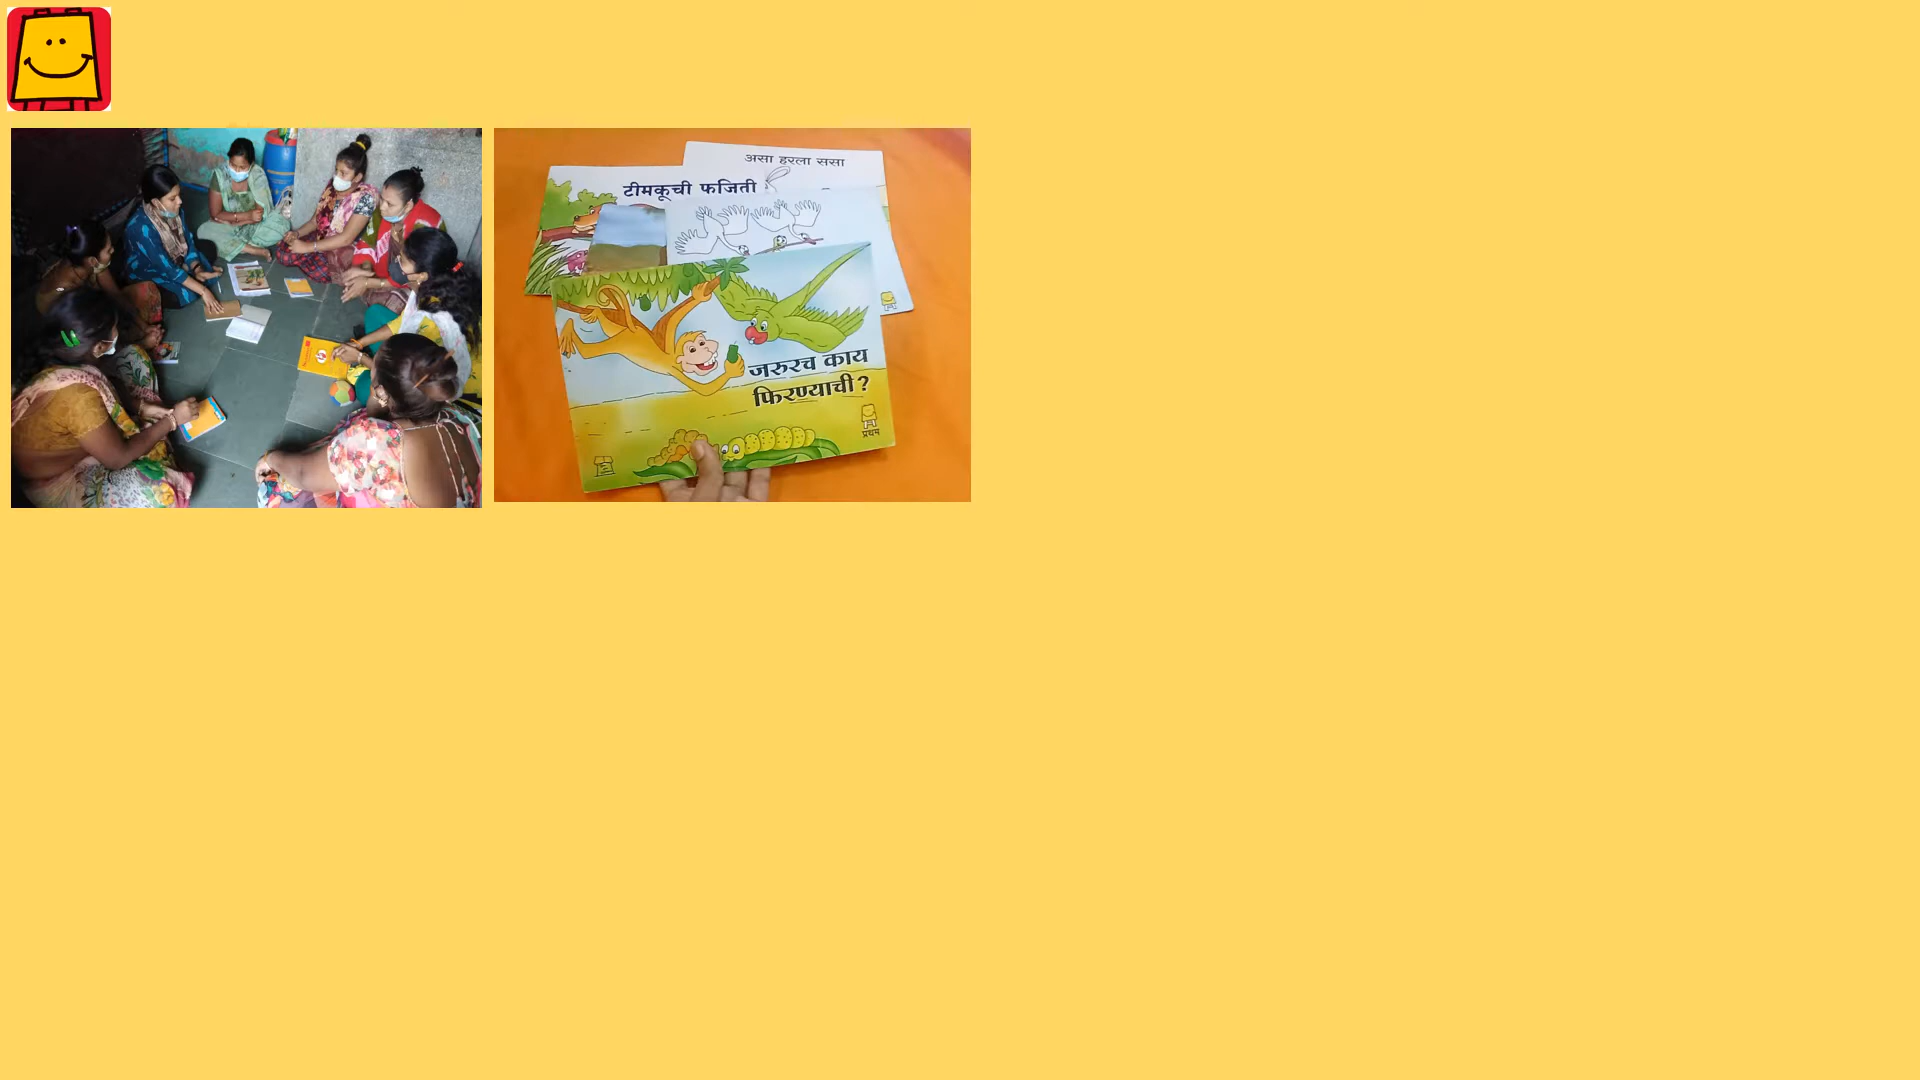 असा हरला ससा
टीमकूची फजिती
जरुरच काय
फिरण्याची?
प्रथम